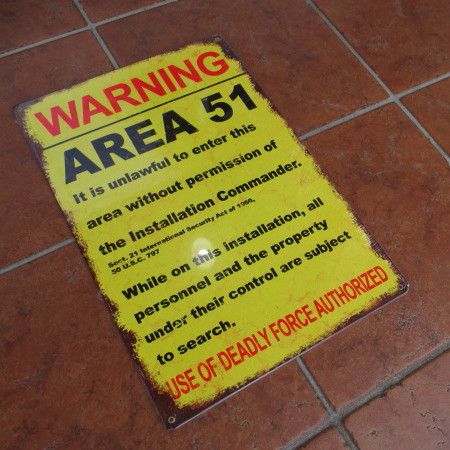 WARNING
AREA 51
It is unlawful to enter this
area without permission of
the Installation Commander.
Sect. 21 International Security Act of 1950,
50 U.S.C. 797
While on this installation, all
personnel and the property
under their control are subject
to search.
USE OF DEADLY FORCE AUTHORIZED